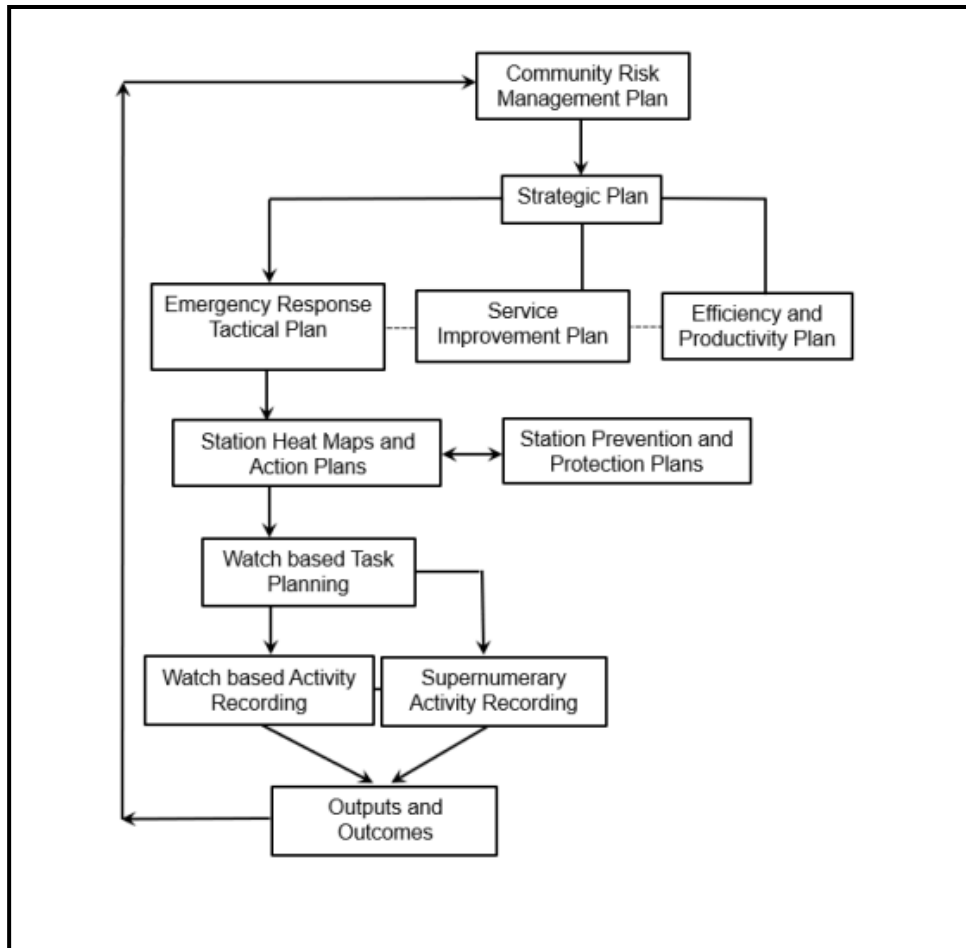 Community Risk
Management Plan
Strategic Plan
Emergency Response
Tactical Plan
Service
Improvement Plan
Efficiency and
Productivity Plan
Station Heat Maps and
Action Plans
Station Prevention and
Protection Plans
Watch based Task
Planning
Watch based Activity
Recording
Supernumerary
Activity Recording
Outputs and
Outcomes